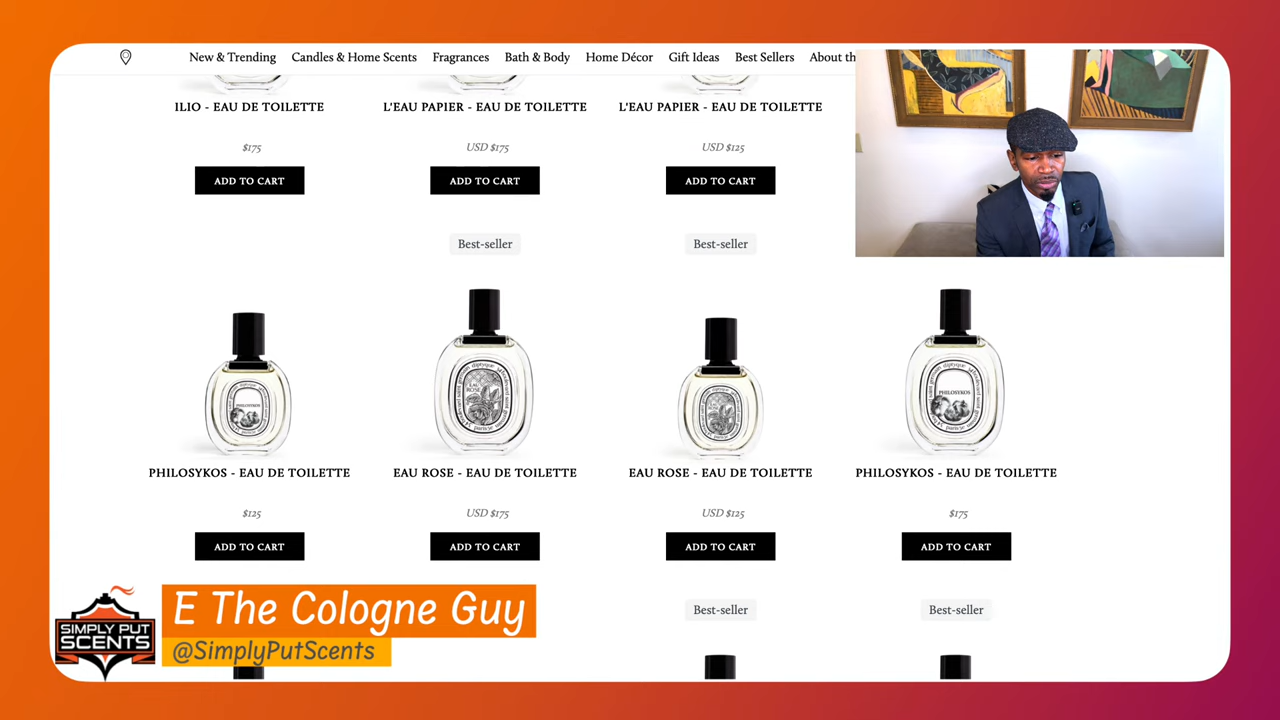 New & Trending Candles & Home Scents Fragrances Bath & Body Home Décor Gift Ideas Best Sellers About th
ILIO - EAU DE TOILETTE L'EAU PAPIER - EAU DE TOILETTE L'EAU PAPIER - EAU DE TOILETTE
$175 USD $175 USD $125
ADD TO CART ADD TO CART ADD TO CART
Best-seller Best-seller
PHILOSYKOS EAU ROSE PHILOSYKOS
PHILOSYKOS - EAU DE TOILETTE EAU ROSE - EAU DE TOILETTE EAU ROSE - EAU DE TOILETTE PHILOSYKOS - EAU DE TOILETTE
$125 USD $175 USD $125 $175
ADD TO CART ADD TO CART ADD TO CART ADD TO CART
Best-seller Best-seller
SIMPLY PUT
SCENTS
E The Cologne Guy
@SimplyPutScents